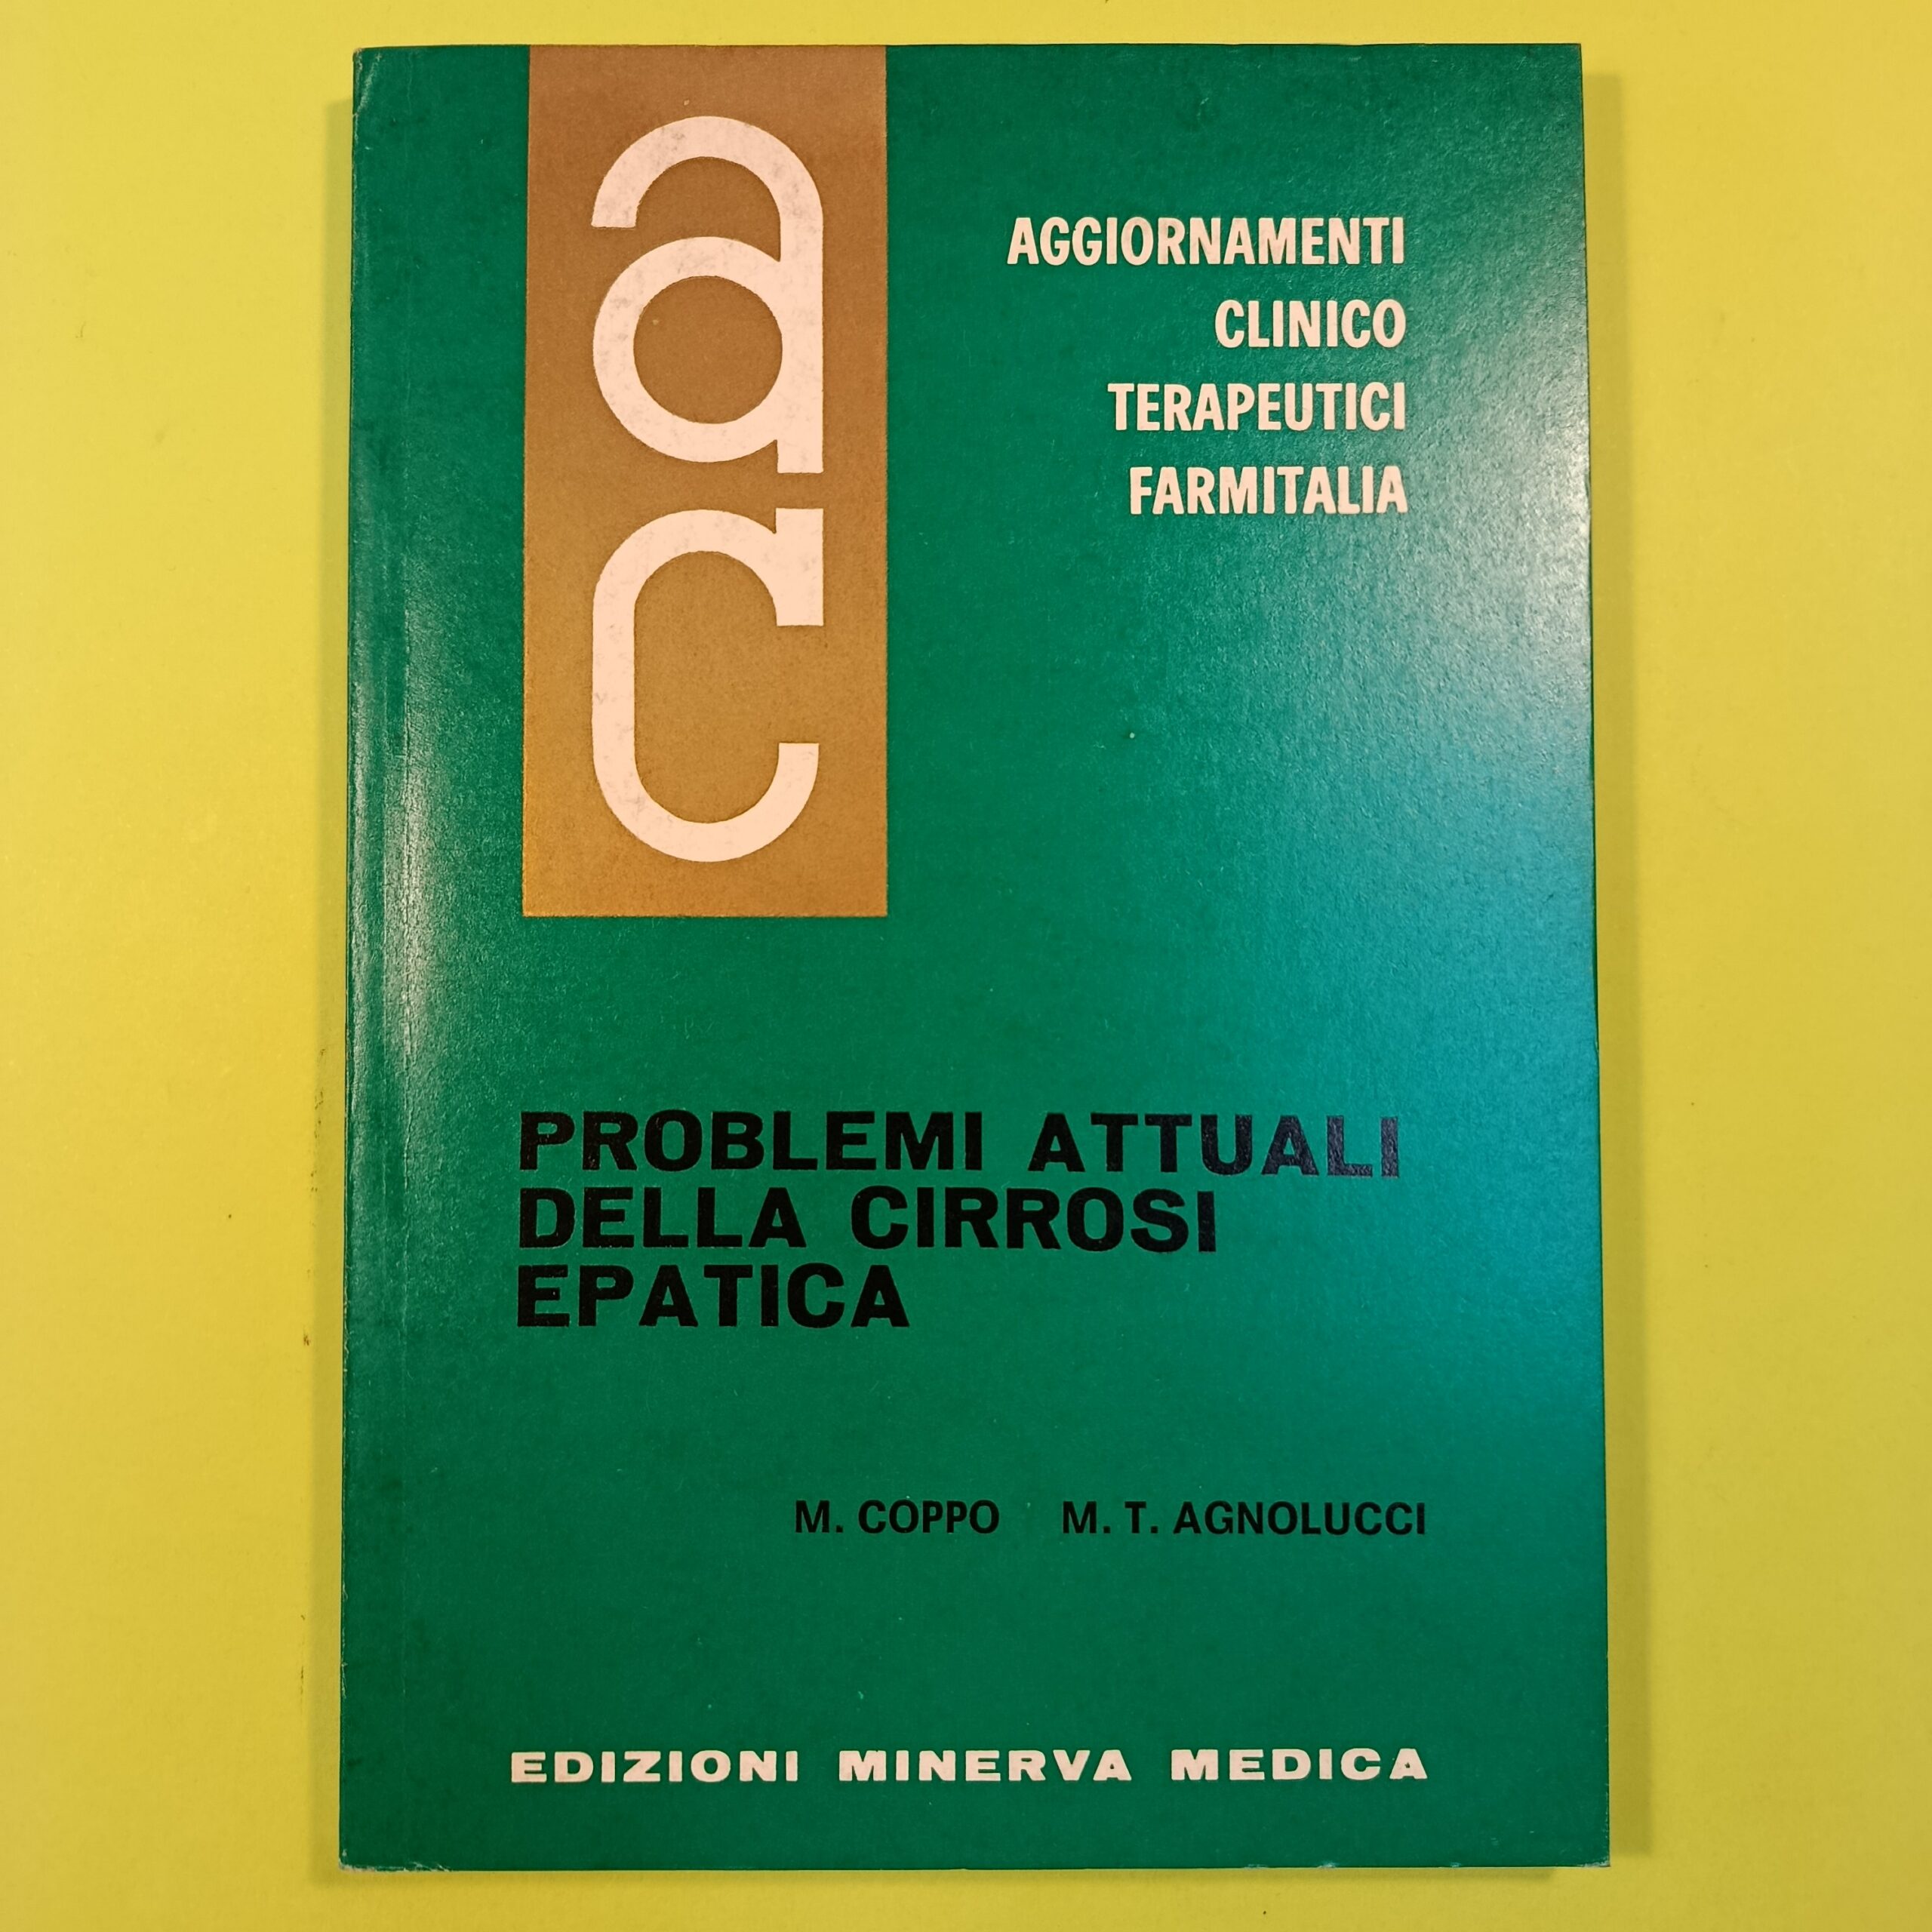 a
c
AGGIORNAMENTI
CLINICO
TERAPEUTICI
FARMITALIA
PROBLEMI ATTUALI
DELLA CIRROSI
EPATICA
M. COPPO M. T. AGNOLUCCI
EDIZIONI MINERVA MEDICA